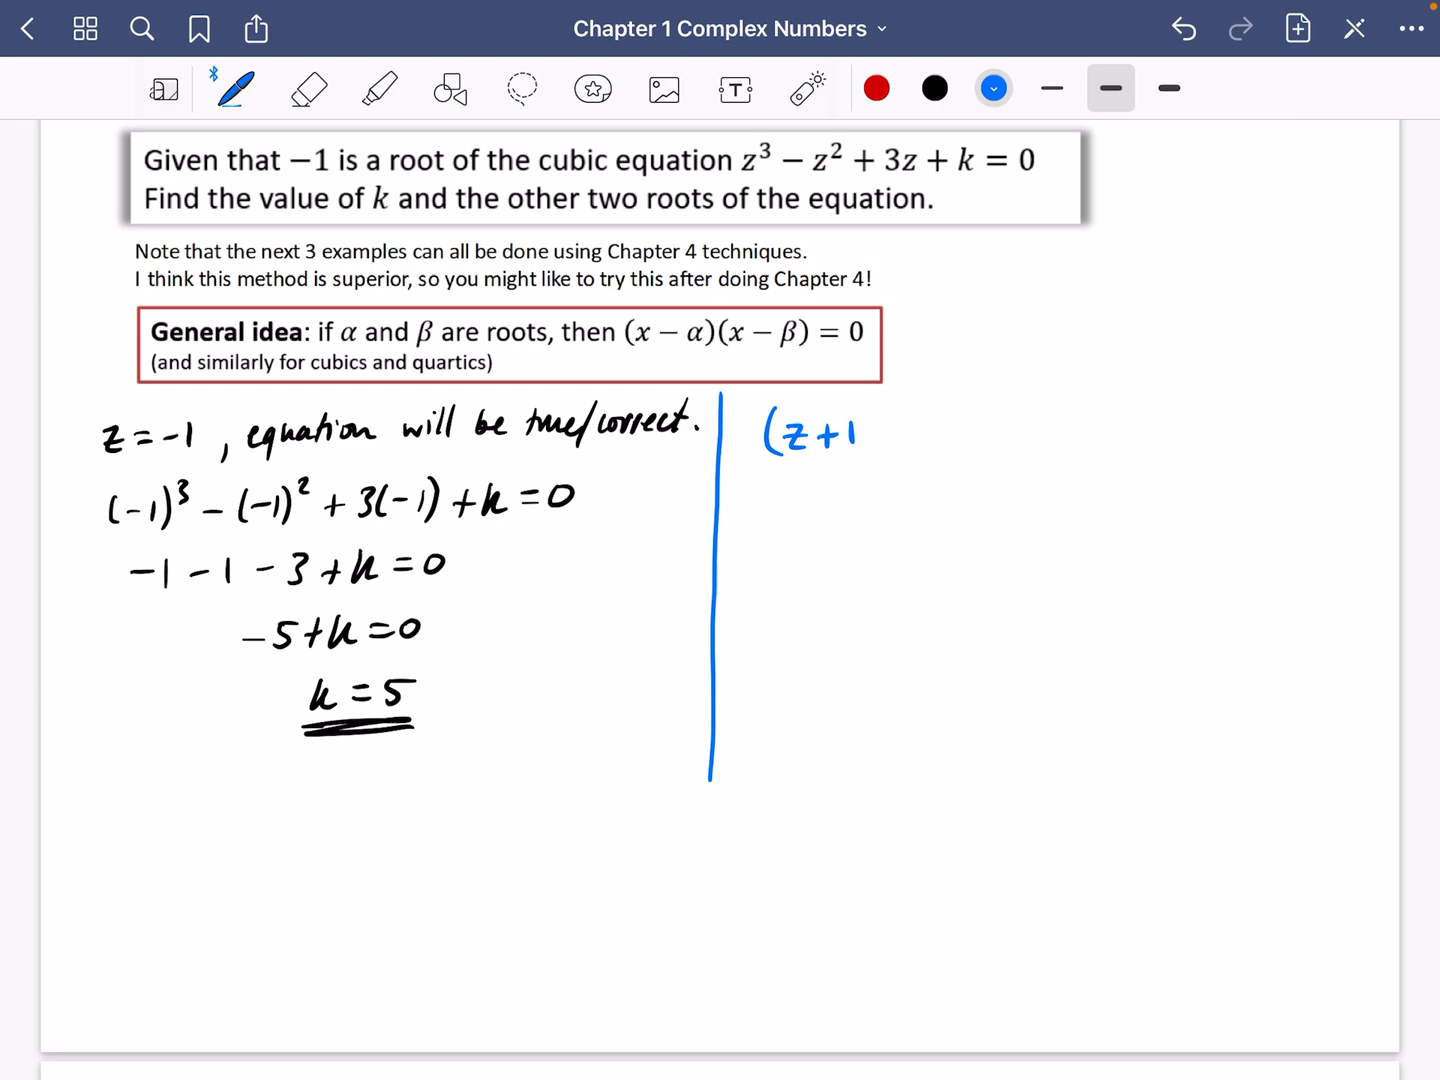 Chapter 1 Complex Numbers
Given that −1 is a root of the cubic equation z³ − z² + 3z + k = 0
Find the value of k and the other two roots of the equation.
Note that the next 3 examples can all be done using Chapter 4 techniques.
I think this method is superior, so you might like to try this after doing Chapter 4!
General idea: if α and β are roots, then (x − α)(x − β) = 0
(and similarly for cubics and quartics)
z = -1 , equation will be true/correct.
(-1)³ - (-1)² + 3(-1) + k = 0
-1 - 1 - 3 + k = 0
-5 + k = 0
k = 5
(z + 1